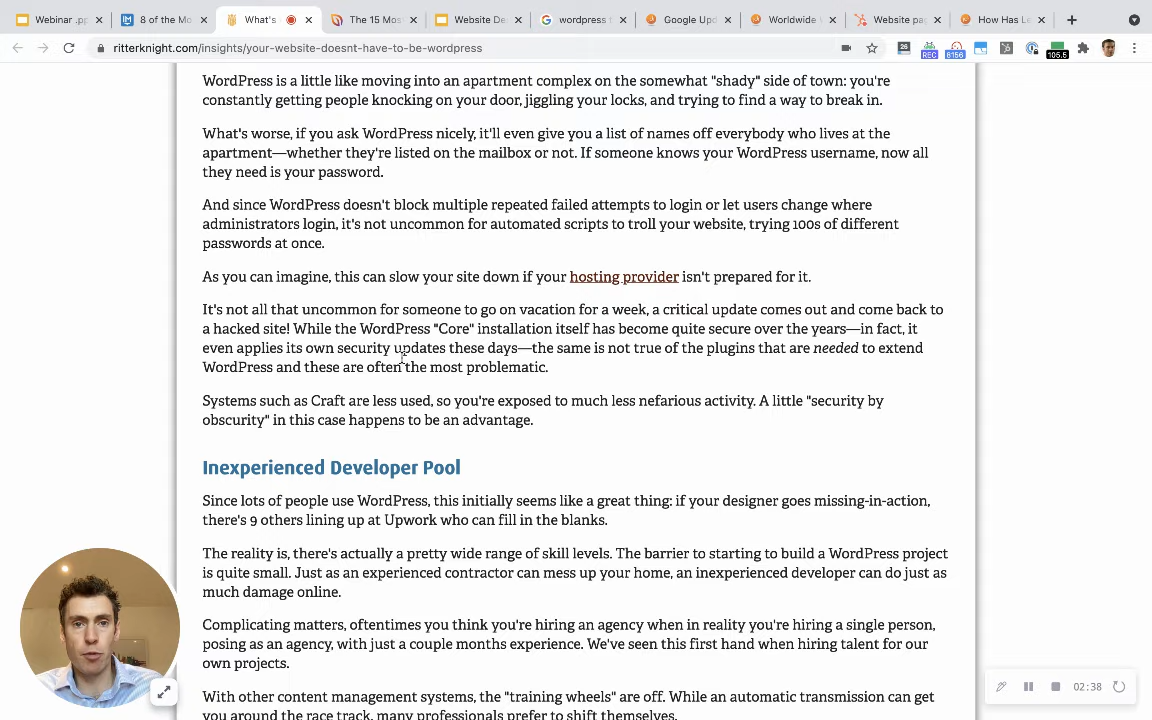 Webinar .pp
8 of the Mo
What's
The 15 Mos
Website De
wordpress
Google Upd
Worldwide
Website pa
How Has Le
ritterknight.com/insights/your-website-doesnt-have-to-be-wordpress
26
REC
6156
105.5
WordPress is a little like moving into an apartment complex on the somewhat "shady" side of town: you're
constantly getting people knocking on your door, jiggling your locks, and trying to find a way to break in.
What's worse, if you ask WordPress nicely, it'll even give you a list of names off everybody who lives at the
apartment—whether they're listed on the mailbox or not. If someone knows your WordPress username, now all
they need is your password.
And since WordPress doesn't block multiple repeated failed attempts to login or let users change where
administrators login, it's not uncommon for automated scripts to troll your website, trying 100s of different
passwords at once.
As you can imagine, this can slow your site down if your hosting provider isn't prepared for it.
It's not all that uncommon for someone to go on vacation for a week, a critical update comes out and come back to
a hacked site! While the WordPress "Core" installation itself has become quite secure over the years—in fact, it
even applies its own security updates these days—the same is not true of the plugins that are needed to extend
WordPress and these are often the most problematic.
Systems such as Craft are less used, so you're exposed to much less nefarious activity. A little "security by
obscurity" in this case happens to be an advantage.
Inexperienced Developer Pool
Since lots of people use WordPress, this initially seems like a great thing: if your designer goes missing-in-action,
there's 9 others lining up at Upwork who can fill in the blanks.
The reality is, there's actually a pretty wide range of skill levels. The barrier to starting to build a WordPress project
is quite small. Just as an experienced contractor can mess up your home, an inexperienced developer can do just as
much damage online.
Complicating matters, oftentimes you think you're hiring an agency when in reality you're hiring a single person,
posing as an agency, with just a couple months experience. We've seen this first hand when hiring talent for our
own projects.
With other content management systems, the "training wheels" are off. While an automatic transmission can get
you around the race track, many professionals prefer to shift themselves.
02:38